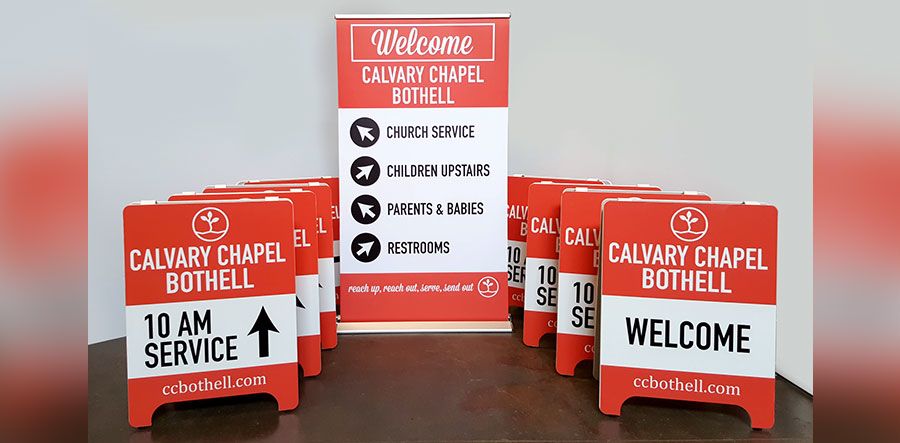 Welcome
CALVARY CHAPEL
BOTHELL
CHURCH SERVICE
CHILDREN UPSTAIRS
PARENTS & BABIES
RESTROOMS
reach up, reach out, serve, send out
CALVARY CHAPEL
BOTHELL
10 AM
SERVICE
ccbothell.com
CALVARY CHAPEL
BOTHELL
WELCOME
ccbothell.com